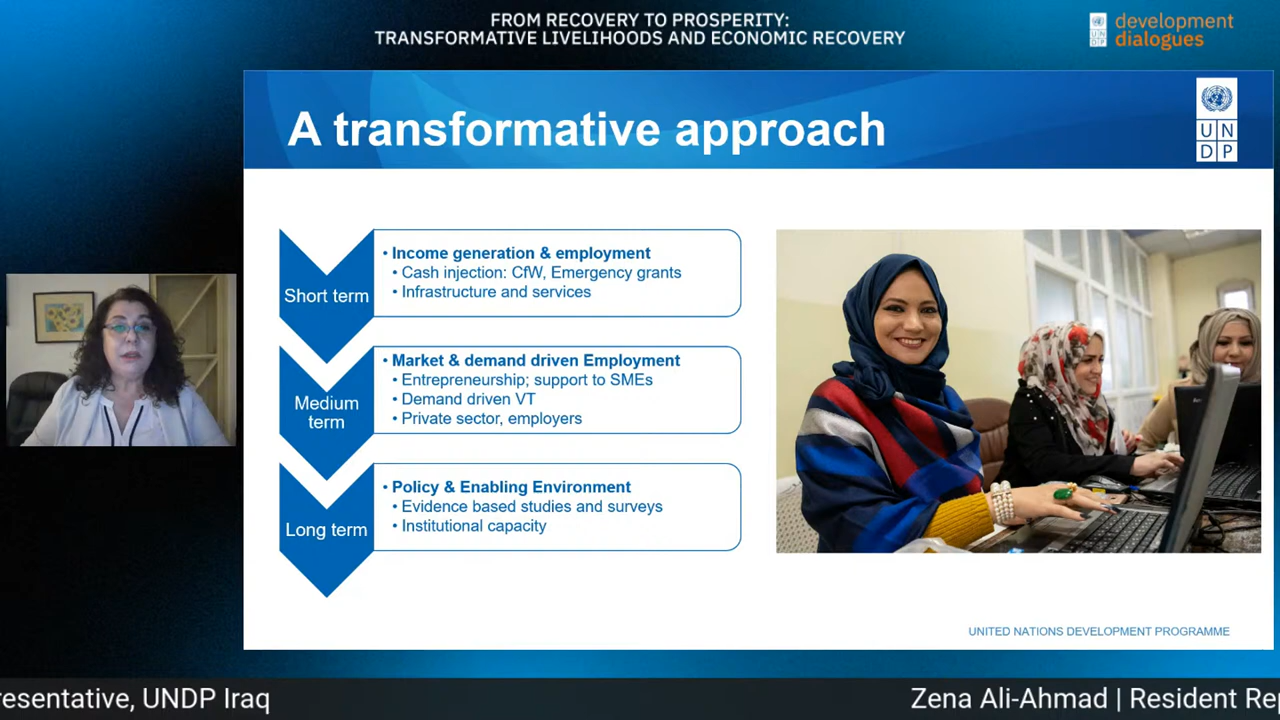 FROM RECOVERY TO PROSPERITY:
TRANSFORMATIVE LIVELIHOODS AND ECONOMIC RECOVERY
U N
D P
development
dialogues
A transformative approach
U N
D P
Short term
• Income generation & employment
• Cash injection: CfW, Emergency grants
• Infrastructure and services
Medium
term
• Market & demand driven Employment
• Entrepreneurship; support to SMEs
• Demand driven VT
• Private sector, employers
Long term
• Policy & Enabling Environment
• Evidence based studies and surveys
• Institutional capacity
UNITED NATIONS DEVELOPMENT PROGRAMME
resentative, UNDP Iraq
Zena Ali-Ahmad | Resident Re